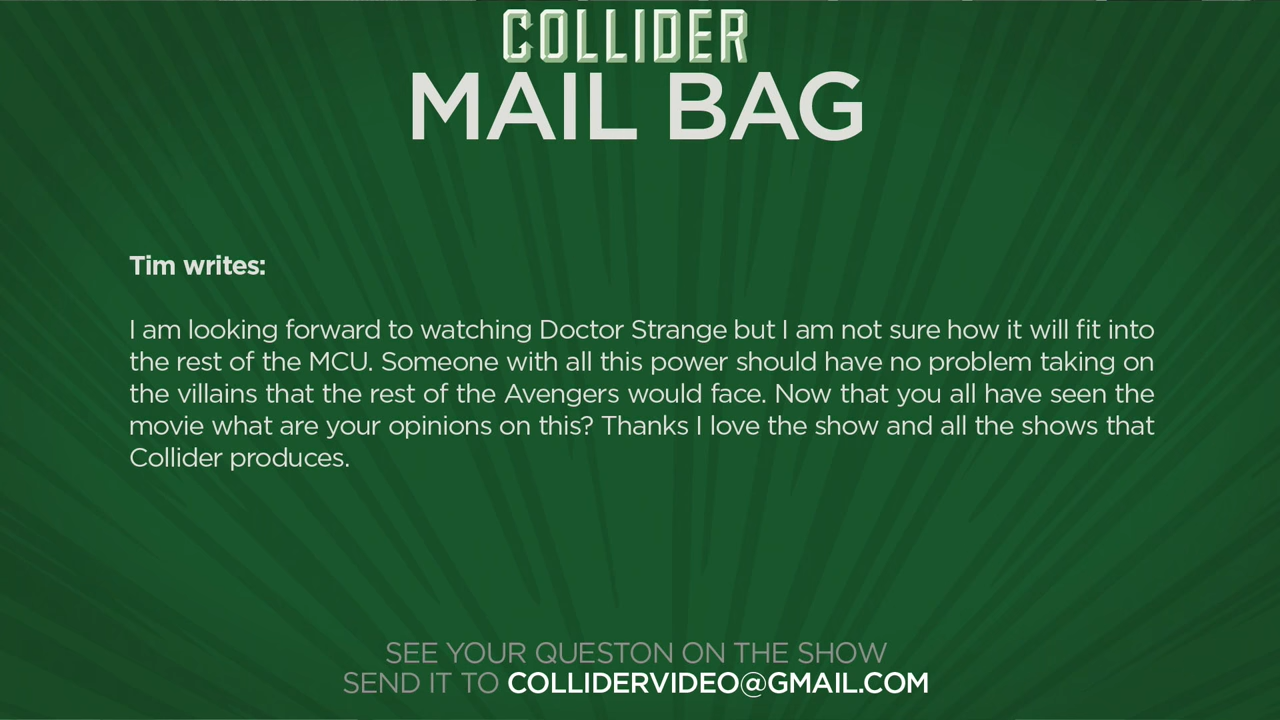 COLLIDER
MAIL BAG
Tim writes:
I am looking forward to watching Doctor Strange but I am not sure how it will fit into
the rest of the MCU. Someone with all this power should have no problem taking on
the villains that the rest of the Avengers would face. Now that you all have seen the
movie what are your opinions on this? Thanks I love the show and all the shows that
Collider produces.
SEE YOUR QUESTON ON THE SHOW
SEND IT TO COLLIDERVIDEO@GMAIL.COM